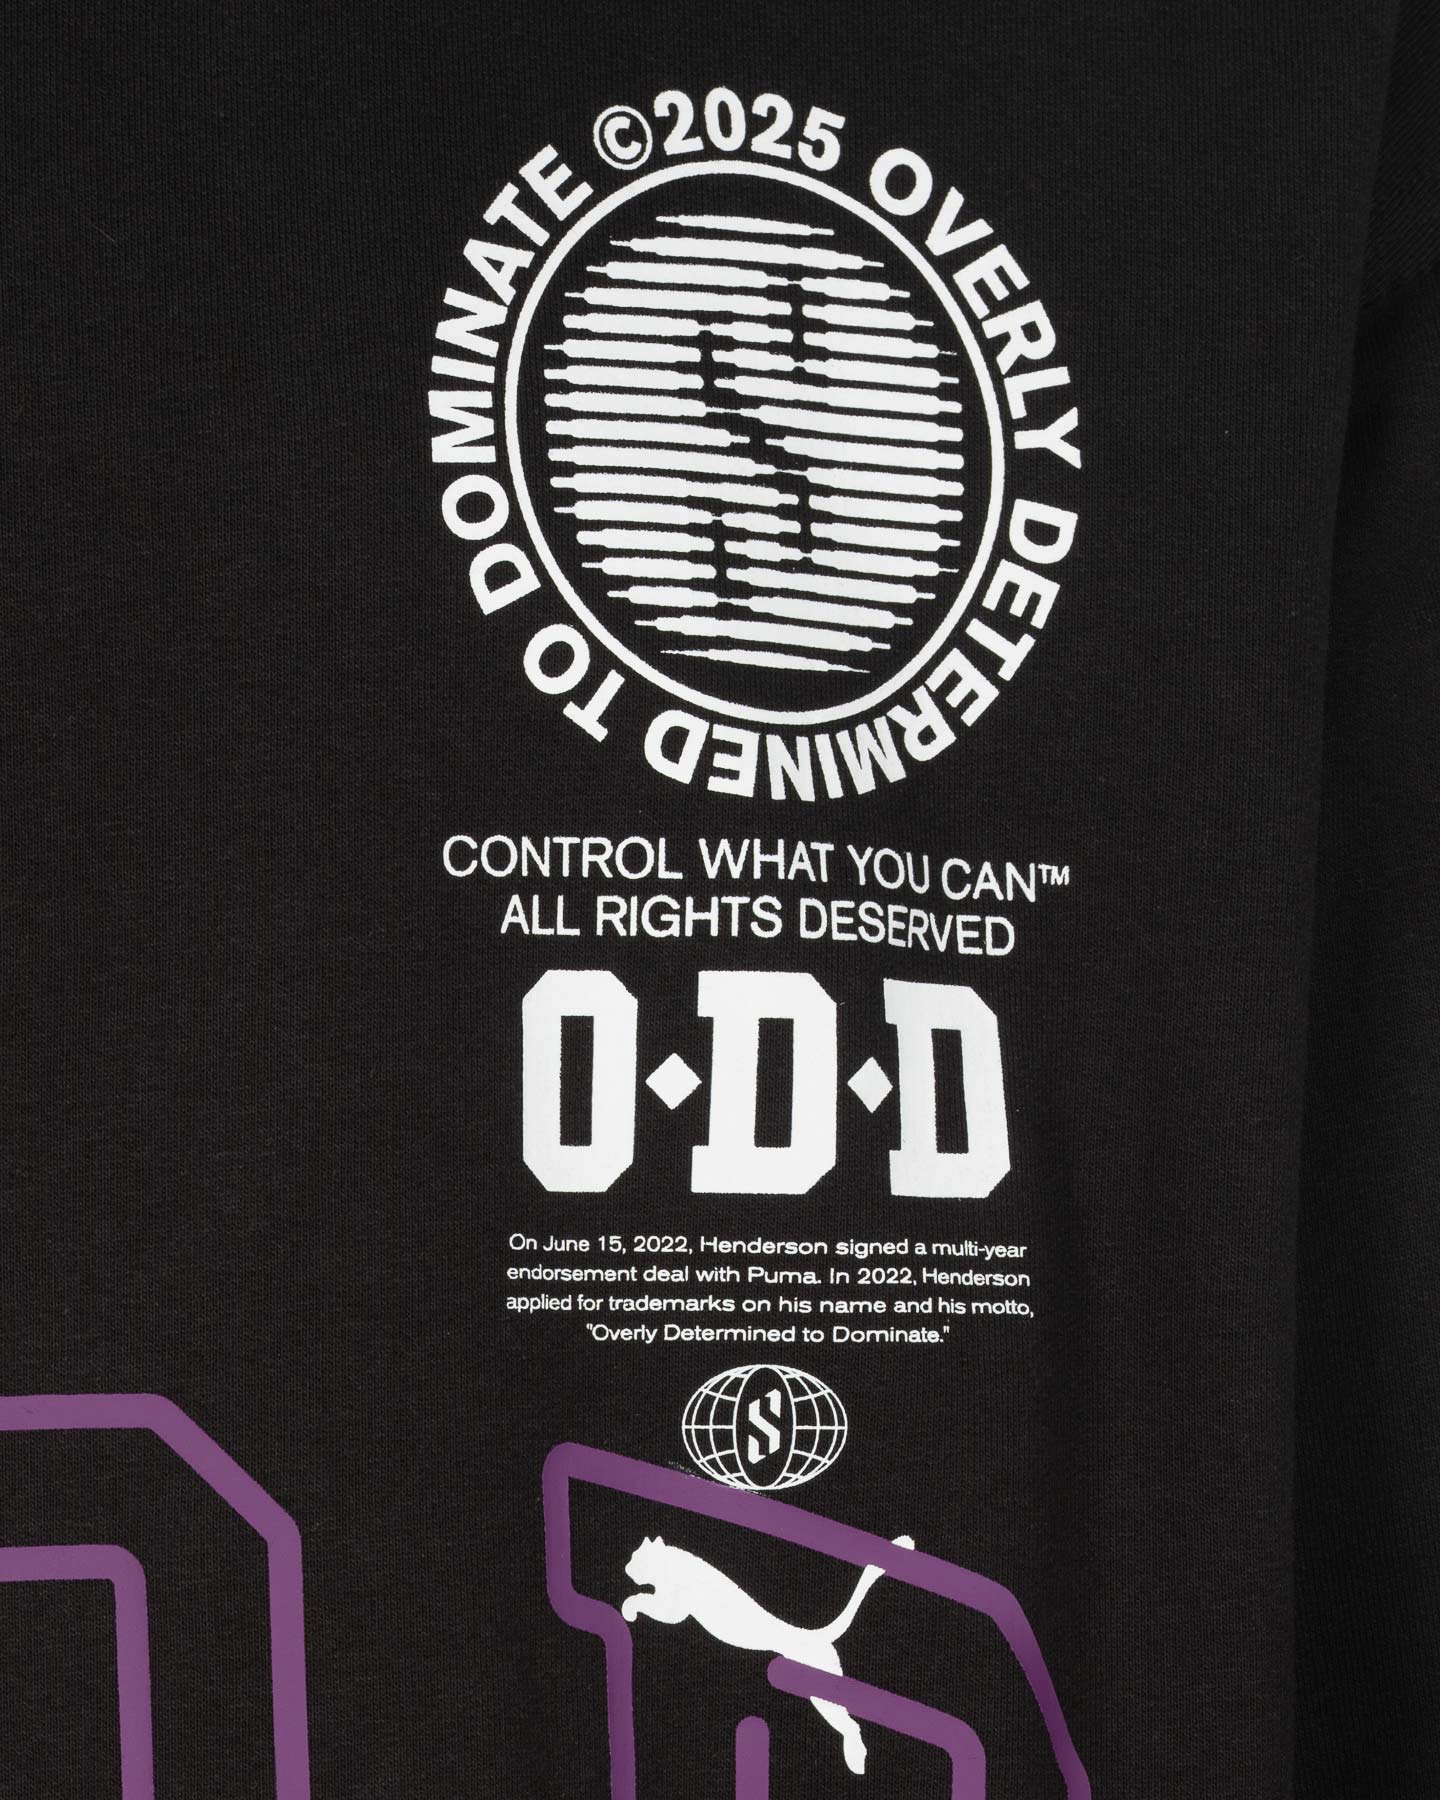 ©2025 OVERLY DETERMINED TO DOMINATE
CONTROL WHAT YOU CAN™
ALL RIGHTS DESERVED
O◆D◆D
On June 15, 2022, Henderson signed a multi-year
endorsement deal with Puma. In 2022, Henderson
applied for trademarks on his name and his motto,
"Overly Determined to Dominate."
S